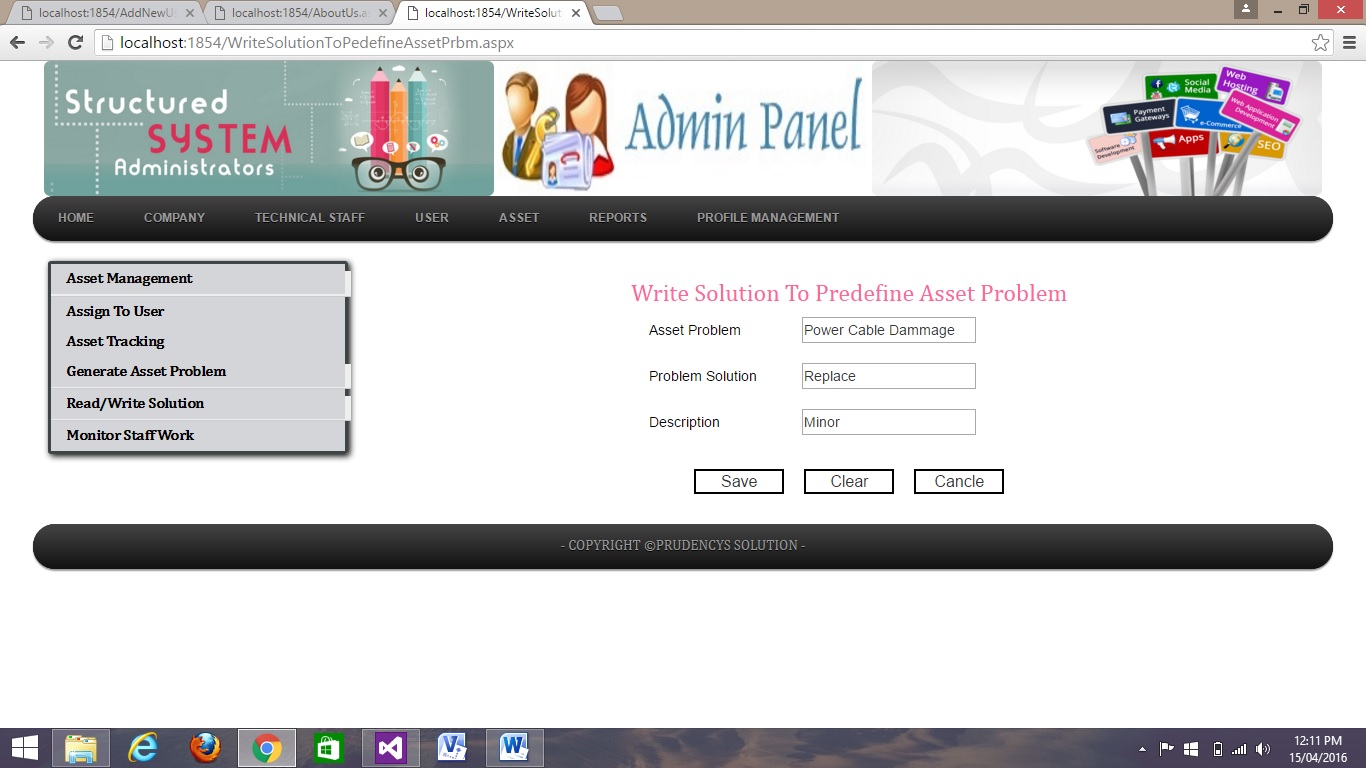 localhost:1854/AddNewU
localhost:1854/AboutUs.a
localhost:1854/WriteSolut
localhost:1854/WriteSolutionToPedefineAssetPrbm.aspx
Structured
SYSTEM
Administrators
Admin Panel
Social Media
Web Hosting
Payment Gateways
e-Commerce
Web Application Development
Software Development
Apps
SEO
HOME COMPANY TECHNICAL STAFF USER ASSET REPORTS PROFILE MANAGEMENT
Asset Management
Assign To User
Asset Tracking
Generate Asset Problem
Read/Write Solution
Monitor Staff Work
Write Solution To Predefine Asset Problem
Asset Problem Power Cable Dammage
Problem Solution Replace
Description Minor
Save Clear Cancle
- COPYRIGHT ©PRUDENCYS SOLUTION -
12:11 PM
15/04/2016